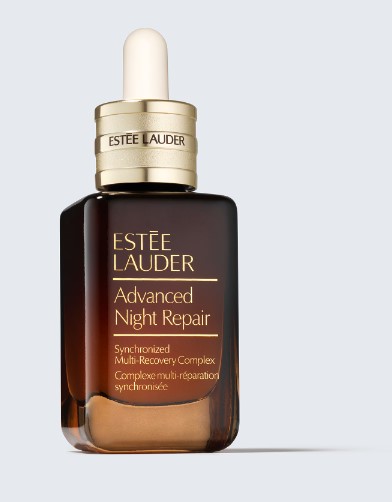 ESTĒE LAUDER
ESTĒE
LAUDER
Advanced
Night Repair
Synchronized
Multi-Recovery Complex
Complexe multi-réparation
synchronisée